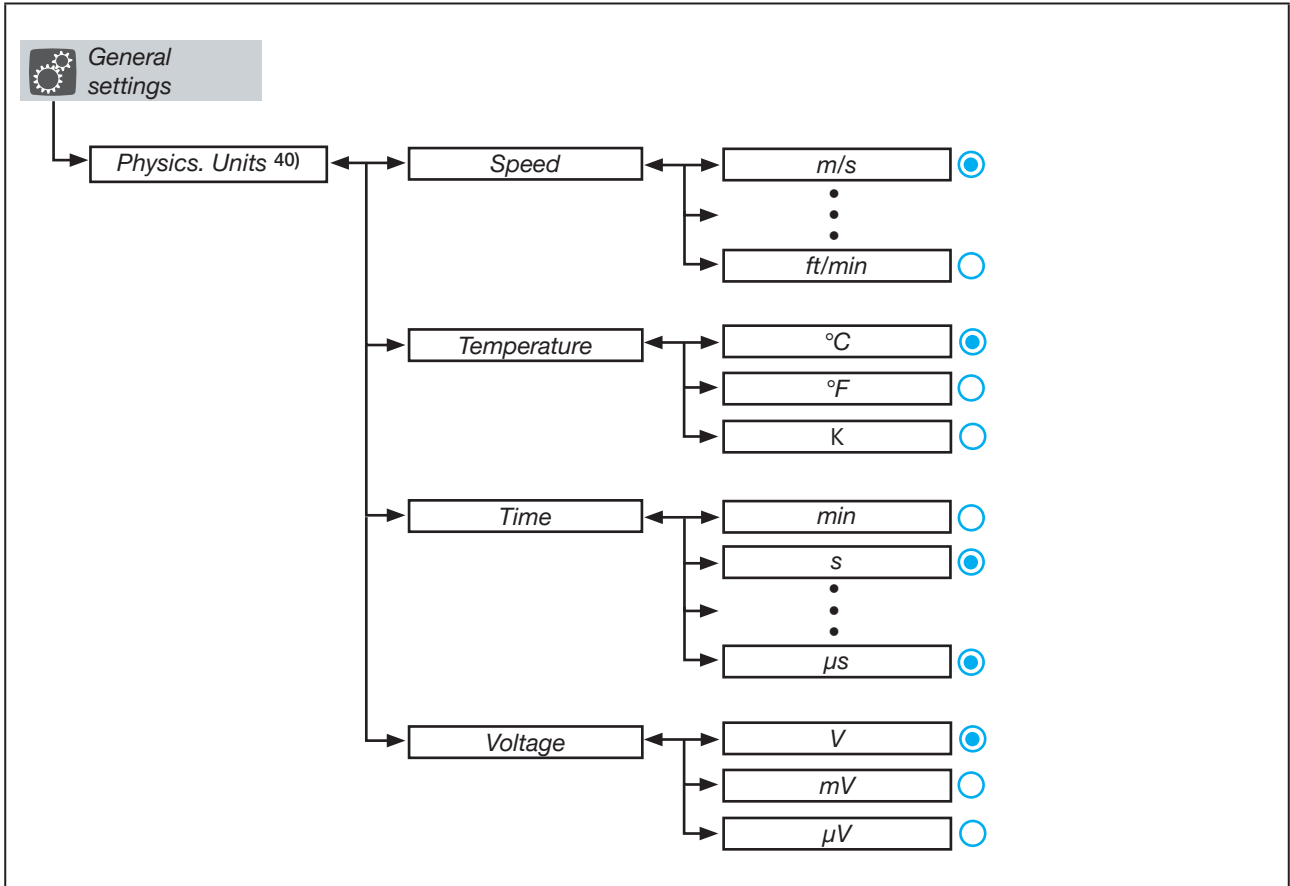 General
settings
Physics. Units 40)
Speed
m/s
ft/min
Temperature
°C
°F
K
Time
min
s
µs
Voltage
V
mV
µV